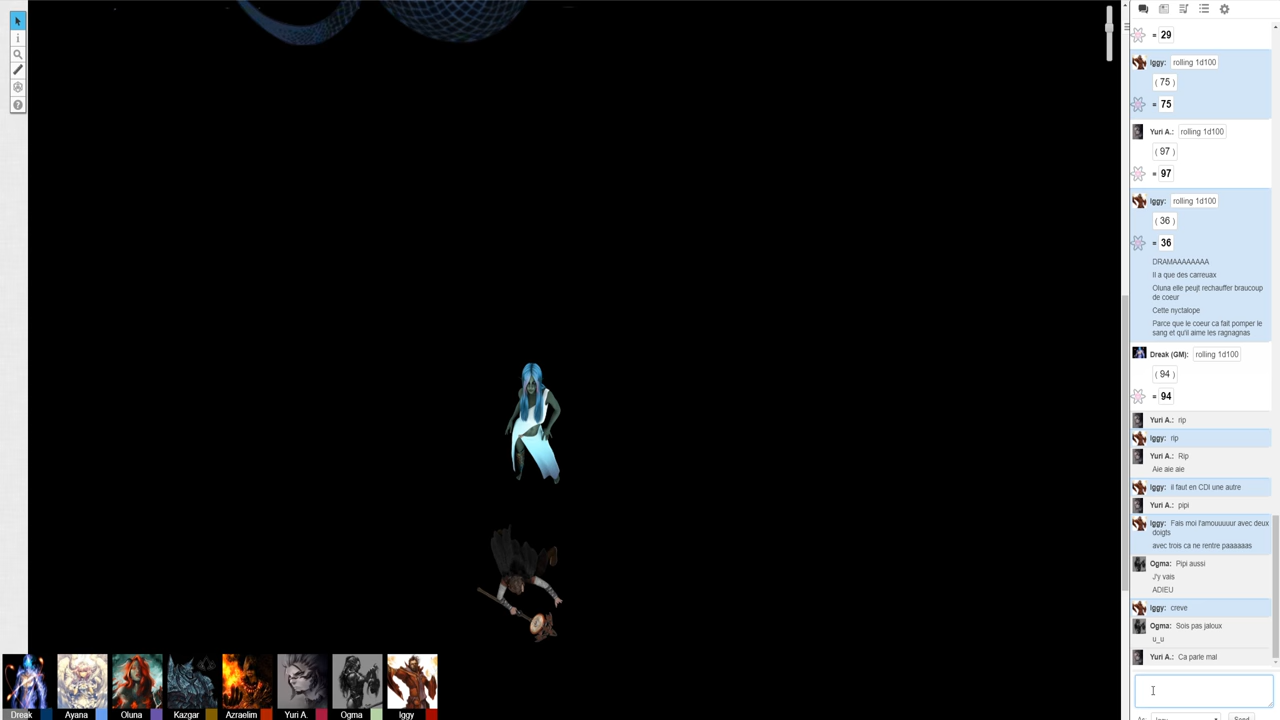 = 29
Iggy: rolling 1d100
( 75 )
= 75
Yuri A.: rolling 1d100
( 97 )
= 97
Iggy: rolling 1d100
( 36 )
= 36
DRAMAAAAAAAA
Il a que des carreuax
Oluna elle peujt rechauffer braucoup
de coeur
Cette nyctalope
Parce que le coeur ca fait pomper le
sang et qu'il aime les ragnagnas
Dreak (GM): rolling 1d100
( 94 )
= 94
Yuri A.: rip
Iggy: rip
Yuri A.: Rip
Aie aie aie
Iggy: il faut en CDI une autre
Yuri A.: pipi
Iggy: Fais moi l'amouuuuur avec deux
doigts
avec trois ca ne rentre paaaaaas
Ogma: Pipi aussi
J'y vais
ADIEU
Iggy: creve
Ogma: Sois pas jaloux
u_u
Yuri A.: Ca parle mal
As: Iggy Send
Dreak Ayana Oluna Kazgar Azraelim Yuri A. Ogma Iggy